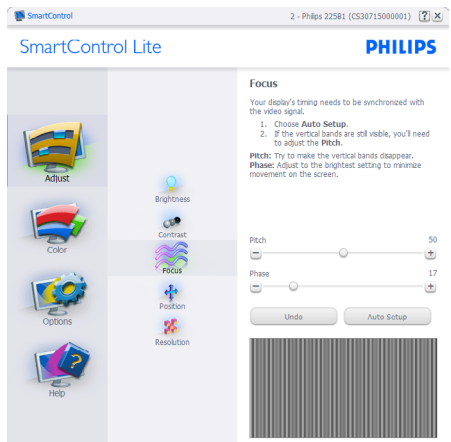 SmartControl
2 - Philips 225B1 (CS30715000001)
SmartControl Lite
PHILIPS
Adjust
Color
Options
Help
Brightness
Contrast
Focus
Position
Resolution
Focus
Your display's timing needs to be synchronized with
the video signal.
1. Choose Auto Setup.
2. If the vertical bands are still visible, you'll need
to adjust the Pitch.
Pitch: Try to make the vertical bands disappear.
Phase: Adjust to the brightest setting to minimize
movement on the screen.
Pitch 50
Phase 17
Undo Auto Setup